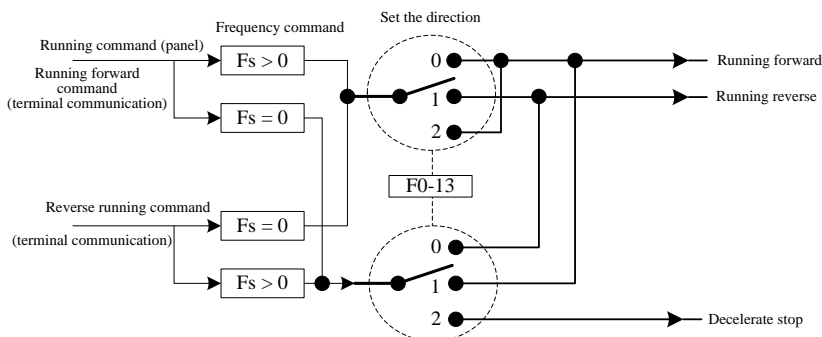 Frequency command
Set the direction
Running command (panel)
Fs > 0
Running forward
command
(terminal communication)
Fs = 0
0
1
2
Running forward
Running reverse
F0-13
Reverse running command
Fs = 0
(terminal communication)
Fs > 0
0
1
2
Decelerate stop